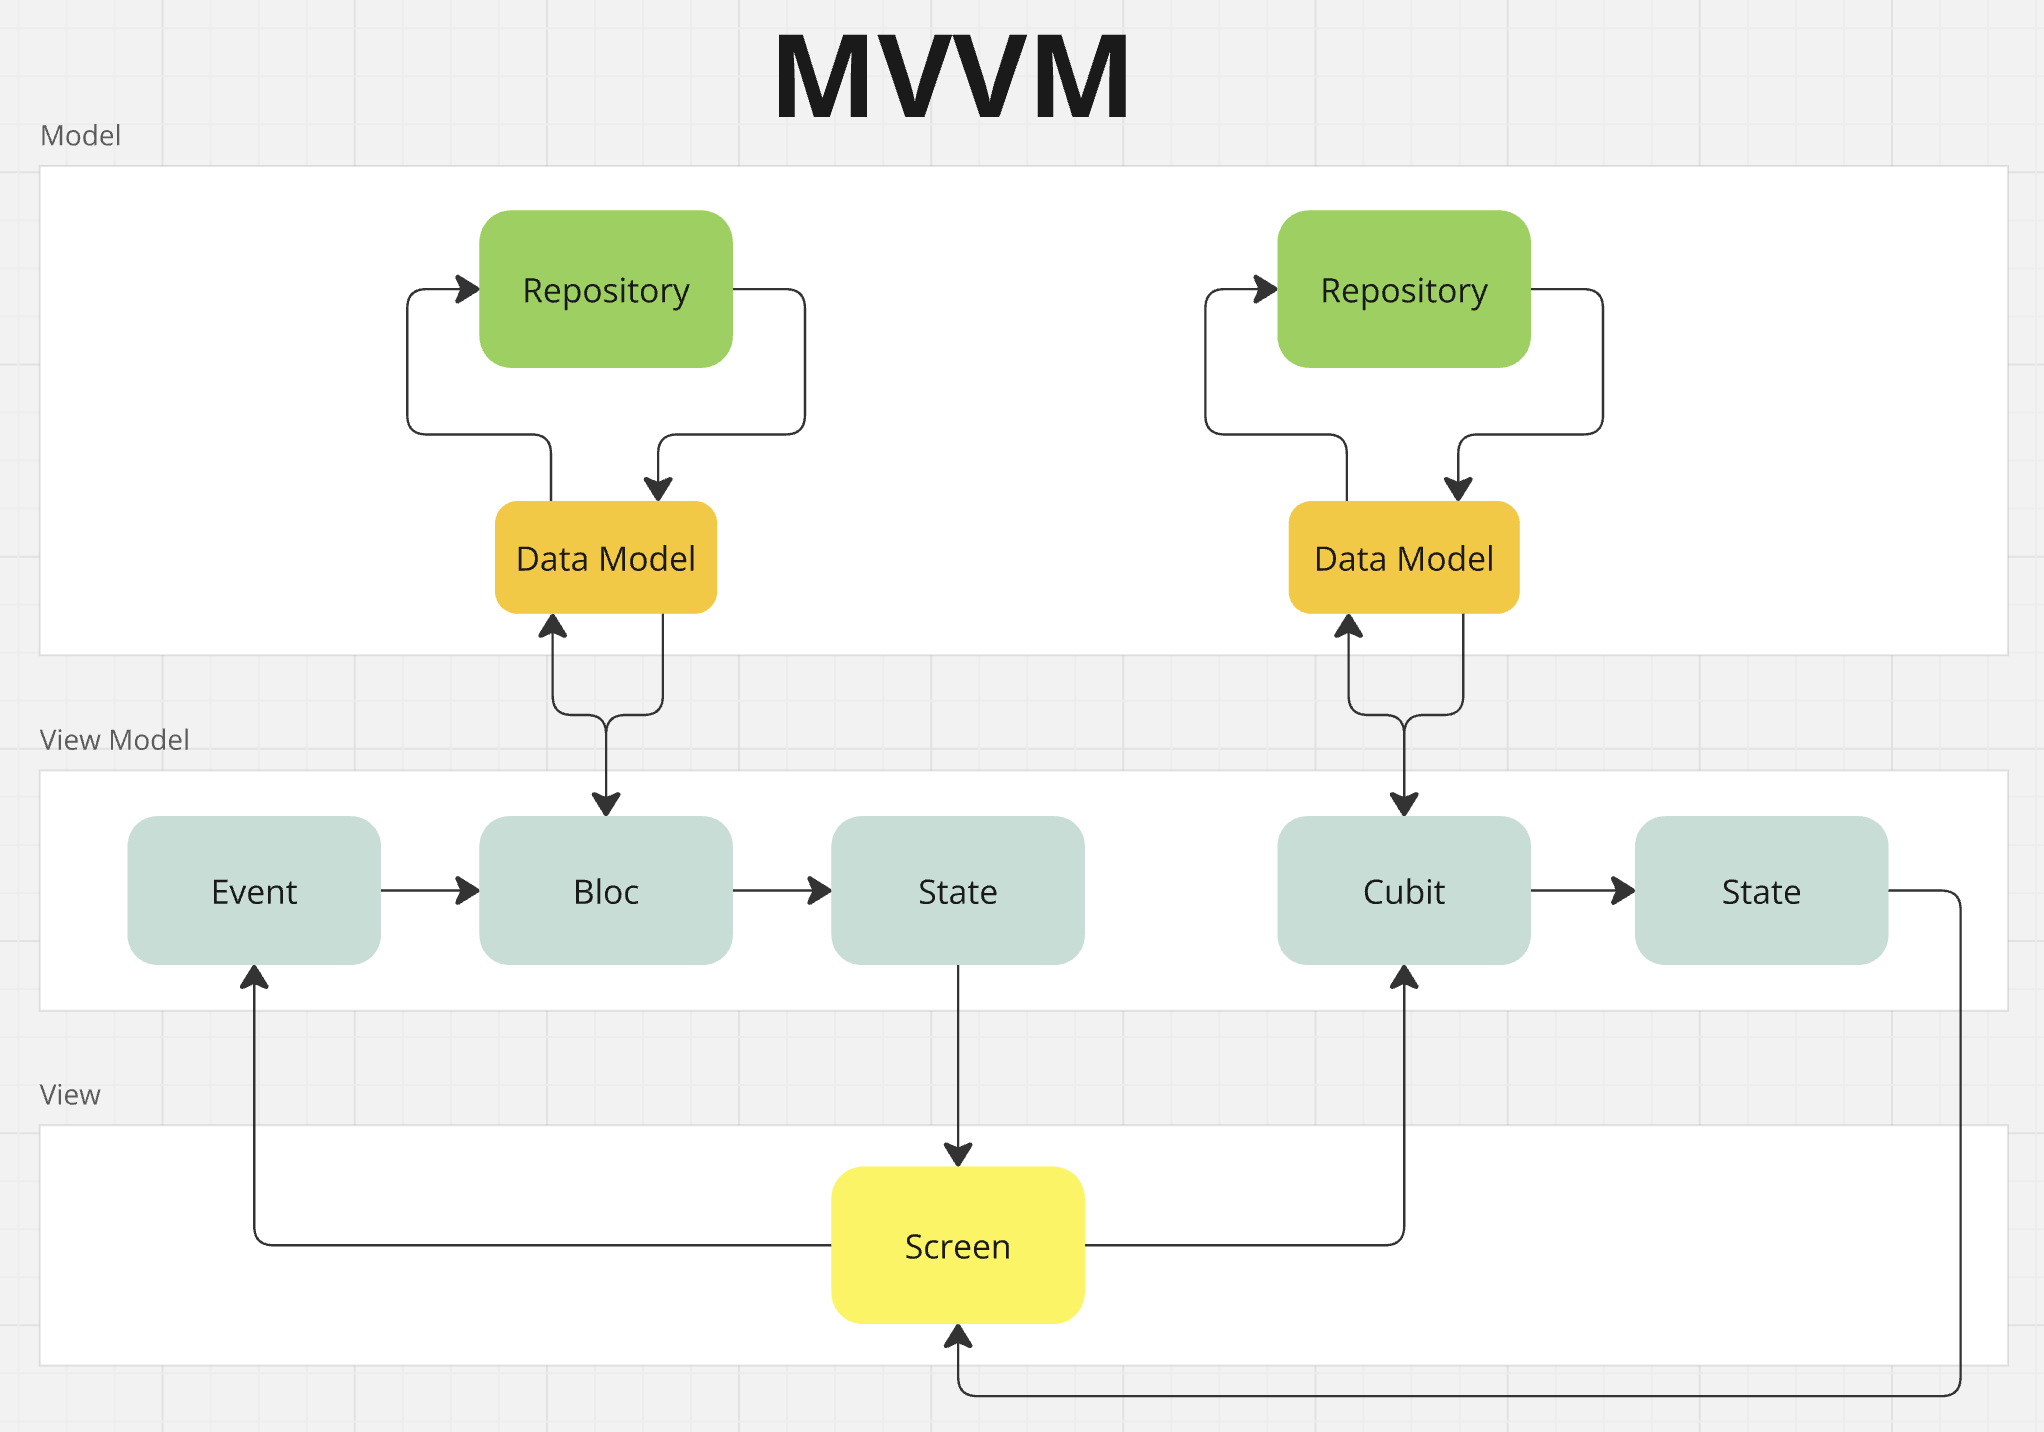 MVVM
Model
Repository
Repository
Data Model
Data Model
View Model
Event
Bloc
State
Cubit
State
View
Screen